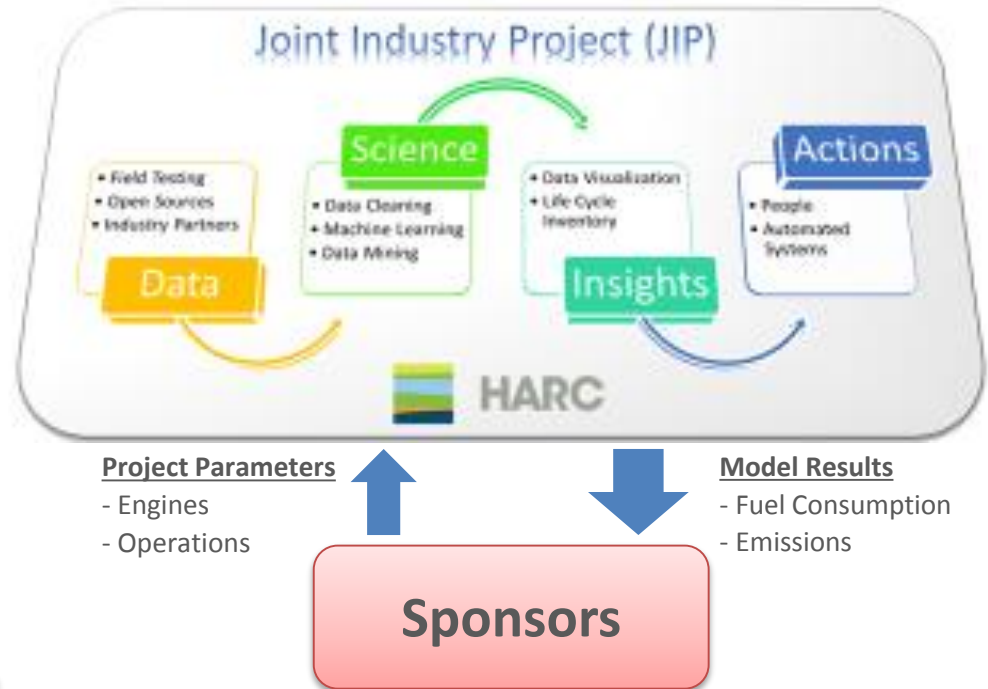 Joint Industry Project (JIP)
• Field Testing
• Open Sources
• Industry Partners
Data
Science
• Data Cleaning
• Machine Learning
• Data Mining
• Data Visualization
• Life Cycle
Inventory
Insights
Actions
• People
• Automated
Systems
HARC
Project Parameters
- Engines
- Operations
Model Results
- Fuel Consumption
- Emissions
Sponsors